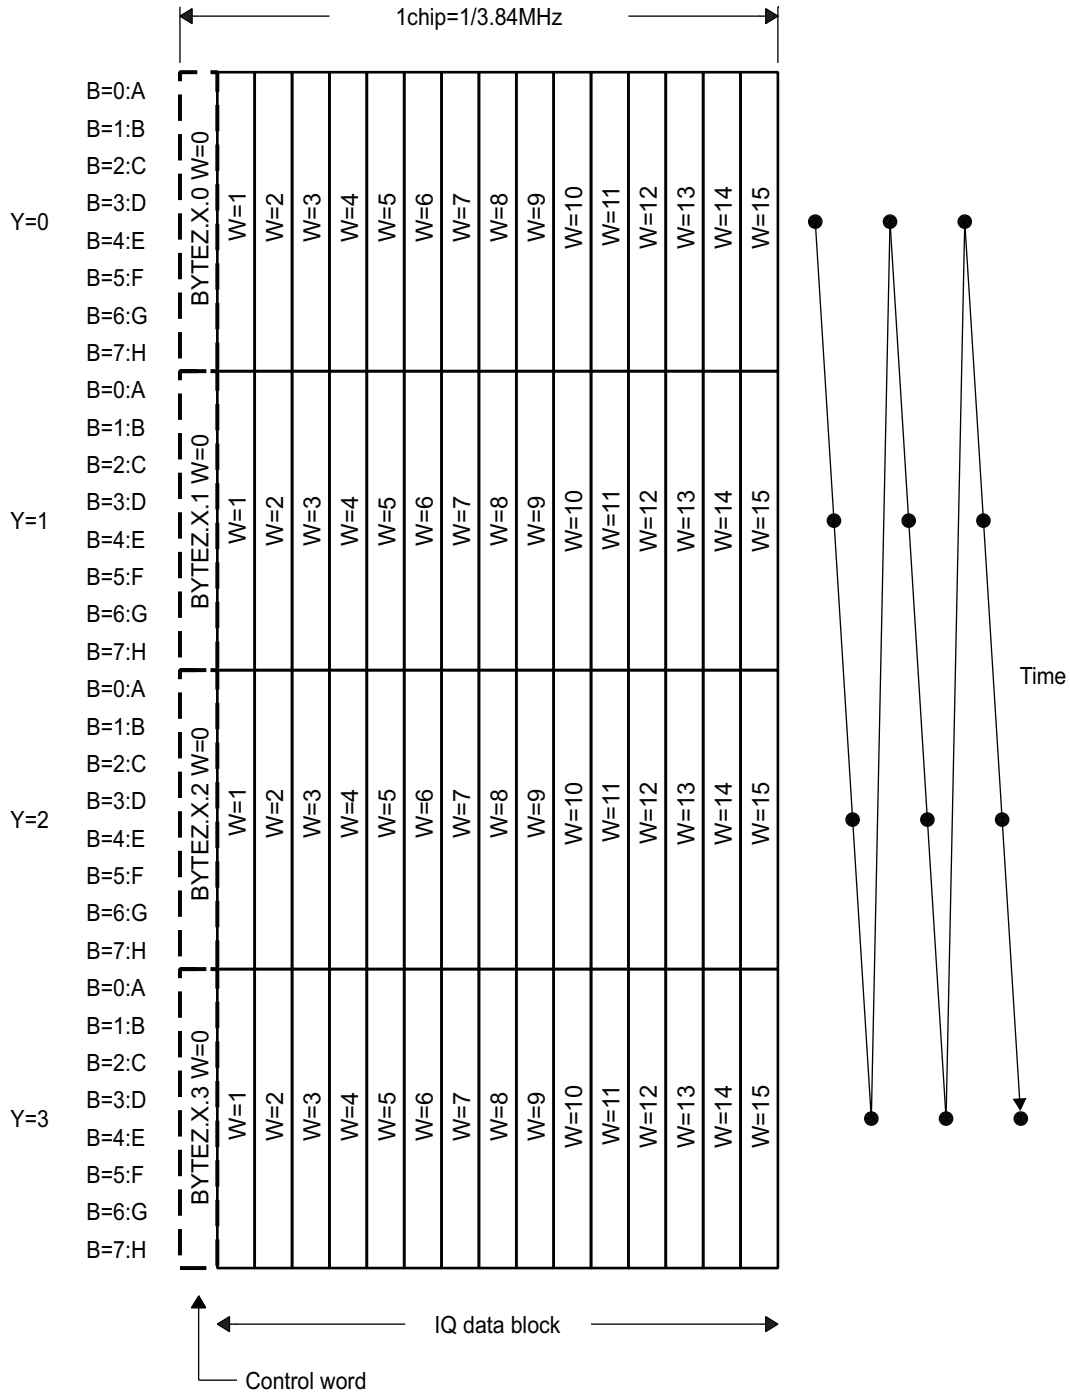 1chip=1/3.84MHz
Y=0
B=0:A
B=1:B
B=2:C
B=3:D
B=4:E
B=5:F
B=6:G
B=7:H
BYTEZ.X.0 W=0
W=1
W=2
W=3
W=4
W=5
W=6
W=7
W=8
W=9
W=10
W=11
W=12
W=13
W=14
W=15
Y=1
B=0:A
B=1:B
B=2:C
B=3:D
B=4:E
B=5:F
B=6:G
B=7:H
BYTEZ.X.1 W=0
W=1
W=2
W=3
W=4
W=5
W=6
W=7
W=8
W=9
W=10
W=11
W=12
W=13
W=14
W=15
Y=2
B=0:A
B=1:B
B=2:C
B=3:D
B=4:E
B=5:F
B=6:G
B=7:H
BYTEZ.X.2 W=0
W=1
W=2
W=3
W=4
W=5
W=6
W=7
W=8
W=9
W=10
W=11
W=12
W=13
W=14
W=15
Y=3
B=0:A
B=1:B
B=2:C
B=3:D
B=4:E
B=5:F
B=6:G
B=7:H
BYTEZ.X.3 W=0
W=1
W=2
W=3
W=4
W=5
W=6
W=7
W=8
W=9
W=10
W=11
W=12
W=13
W=14
W=15
Time
IQ data block
Control word